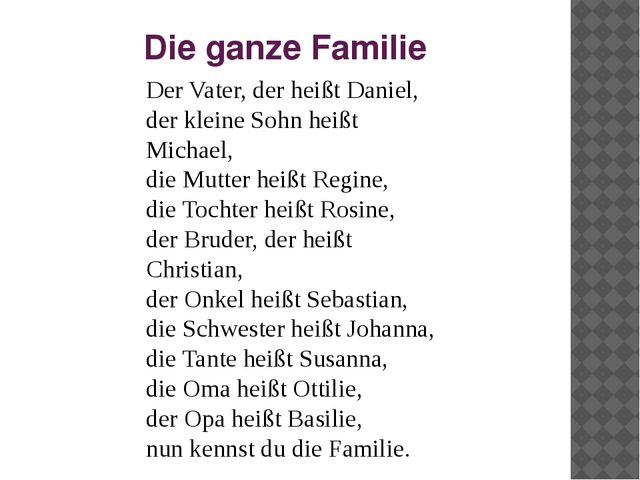 Die ganze Familie
Der Vater, der heißt Daniel,
der kleine Sohn heißt
Michael,
die Mutter heißt Regine,
die Tochter heißt Rosine,
der Bruder, der heißt
Christian,
der Onkel heißt Sebastian,
die Schwester heißt Johanna,
die Tante heißt Susanna,
die Oma heißt Ottilie,
der Opa heißt Basilie,
nun kennst du die Familie.